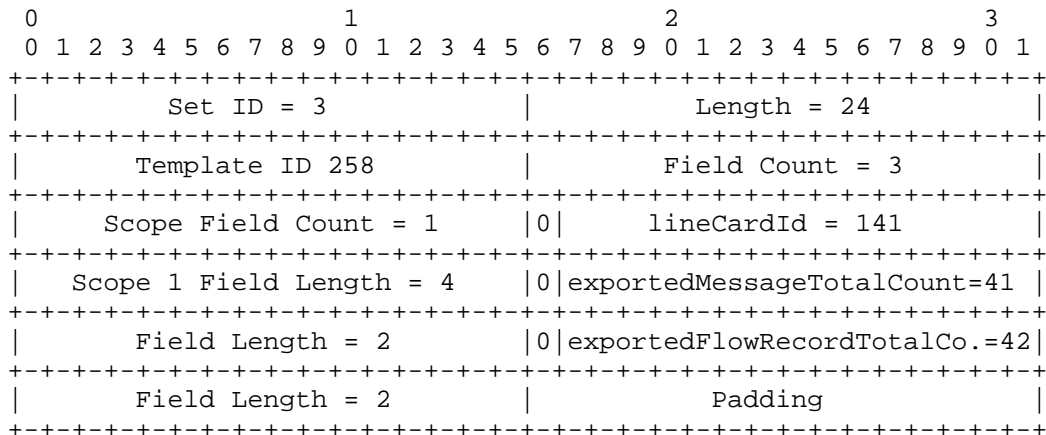 0                   1                   2                   3
 0 1 2 3 4 5 6 7 8 9 0 1 2 3 4 5 6 7 8 9 0 1 2 3 4 5 6 7 8 9 0 1
+-+-+-+-+-+-+-+-+-+-+-+-+-+-+-+-+-+-+-+-+-+-+-+-+-+-+-+-+-+-+-+-+
|         Set ID = 3            |          Length = 24          |
+-+-+-+-+-+-+-+-+-+-+-+-+-+-+-+-+-+-+-+-+-+-+-+-+-+-+-+-+-+-+-+-+
|       Template ID 258         |        Field Count = 3        |
+-+-+-+-+-+-+-+-+-+-+-+-+-+-+-+-+-+-+-+-+-+-+-+-+-+-+-+-+-+-+-+-+
|     Scope Field Count = 1     |0|     lineCardId = 141        |
+-+-+-+-+-+-+-+-+-+-+-+-+-+-+-+-+-+-+-+-+-+-+-+-+-+-+-+-+-+-+-+-+
|   Scope 1 Field Length = 4    |0|exportedMessageTotalCount=41 |
+-+-+-+-+-+-+-+-+-+-+-+-+-+-+-+-+-+-+-+-+-+-+-+-+-+-+-+-+-+-+-+-+
|       Field Length = 2        |0|exportedFlowRecordTotalCo.=42|
+-+-+-+-+-+-+-+-+-+-+-+-+-+-+-+-+-+-+-+-+-+-+-+-+-+-+-+-+-+-+-+-+
|       Field Length = 2        |           Padding             |
+-+-+-+-+-+-+-+-+-+-+-+-+-+-+-+-+-+-+-+-+-+-+-+-+-+-+-+-+-+-+-+-+